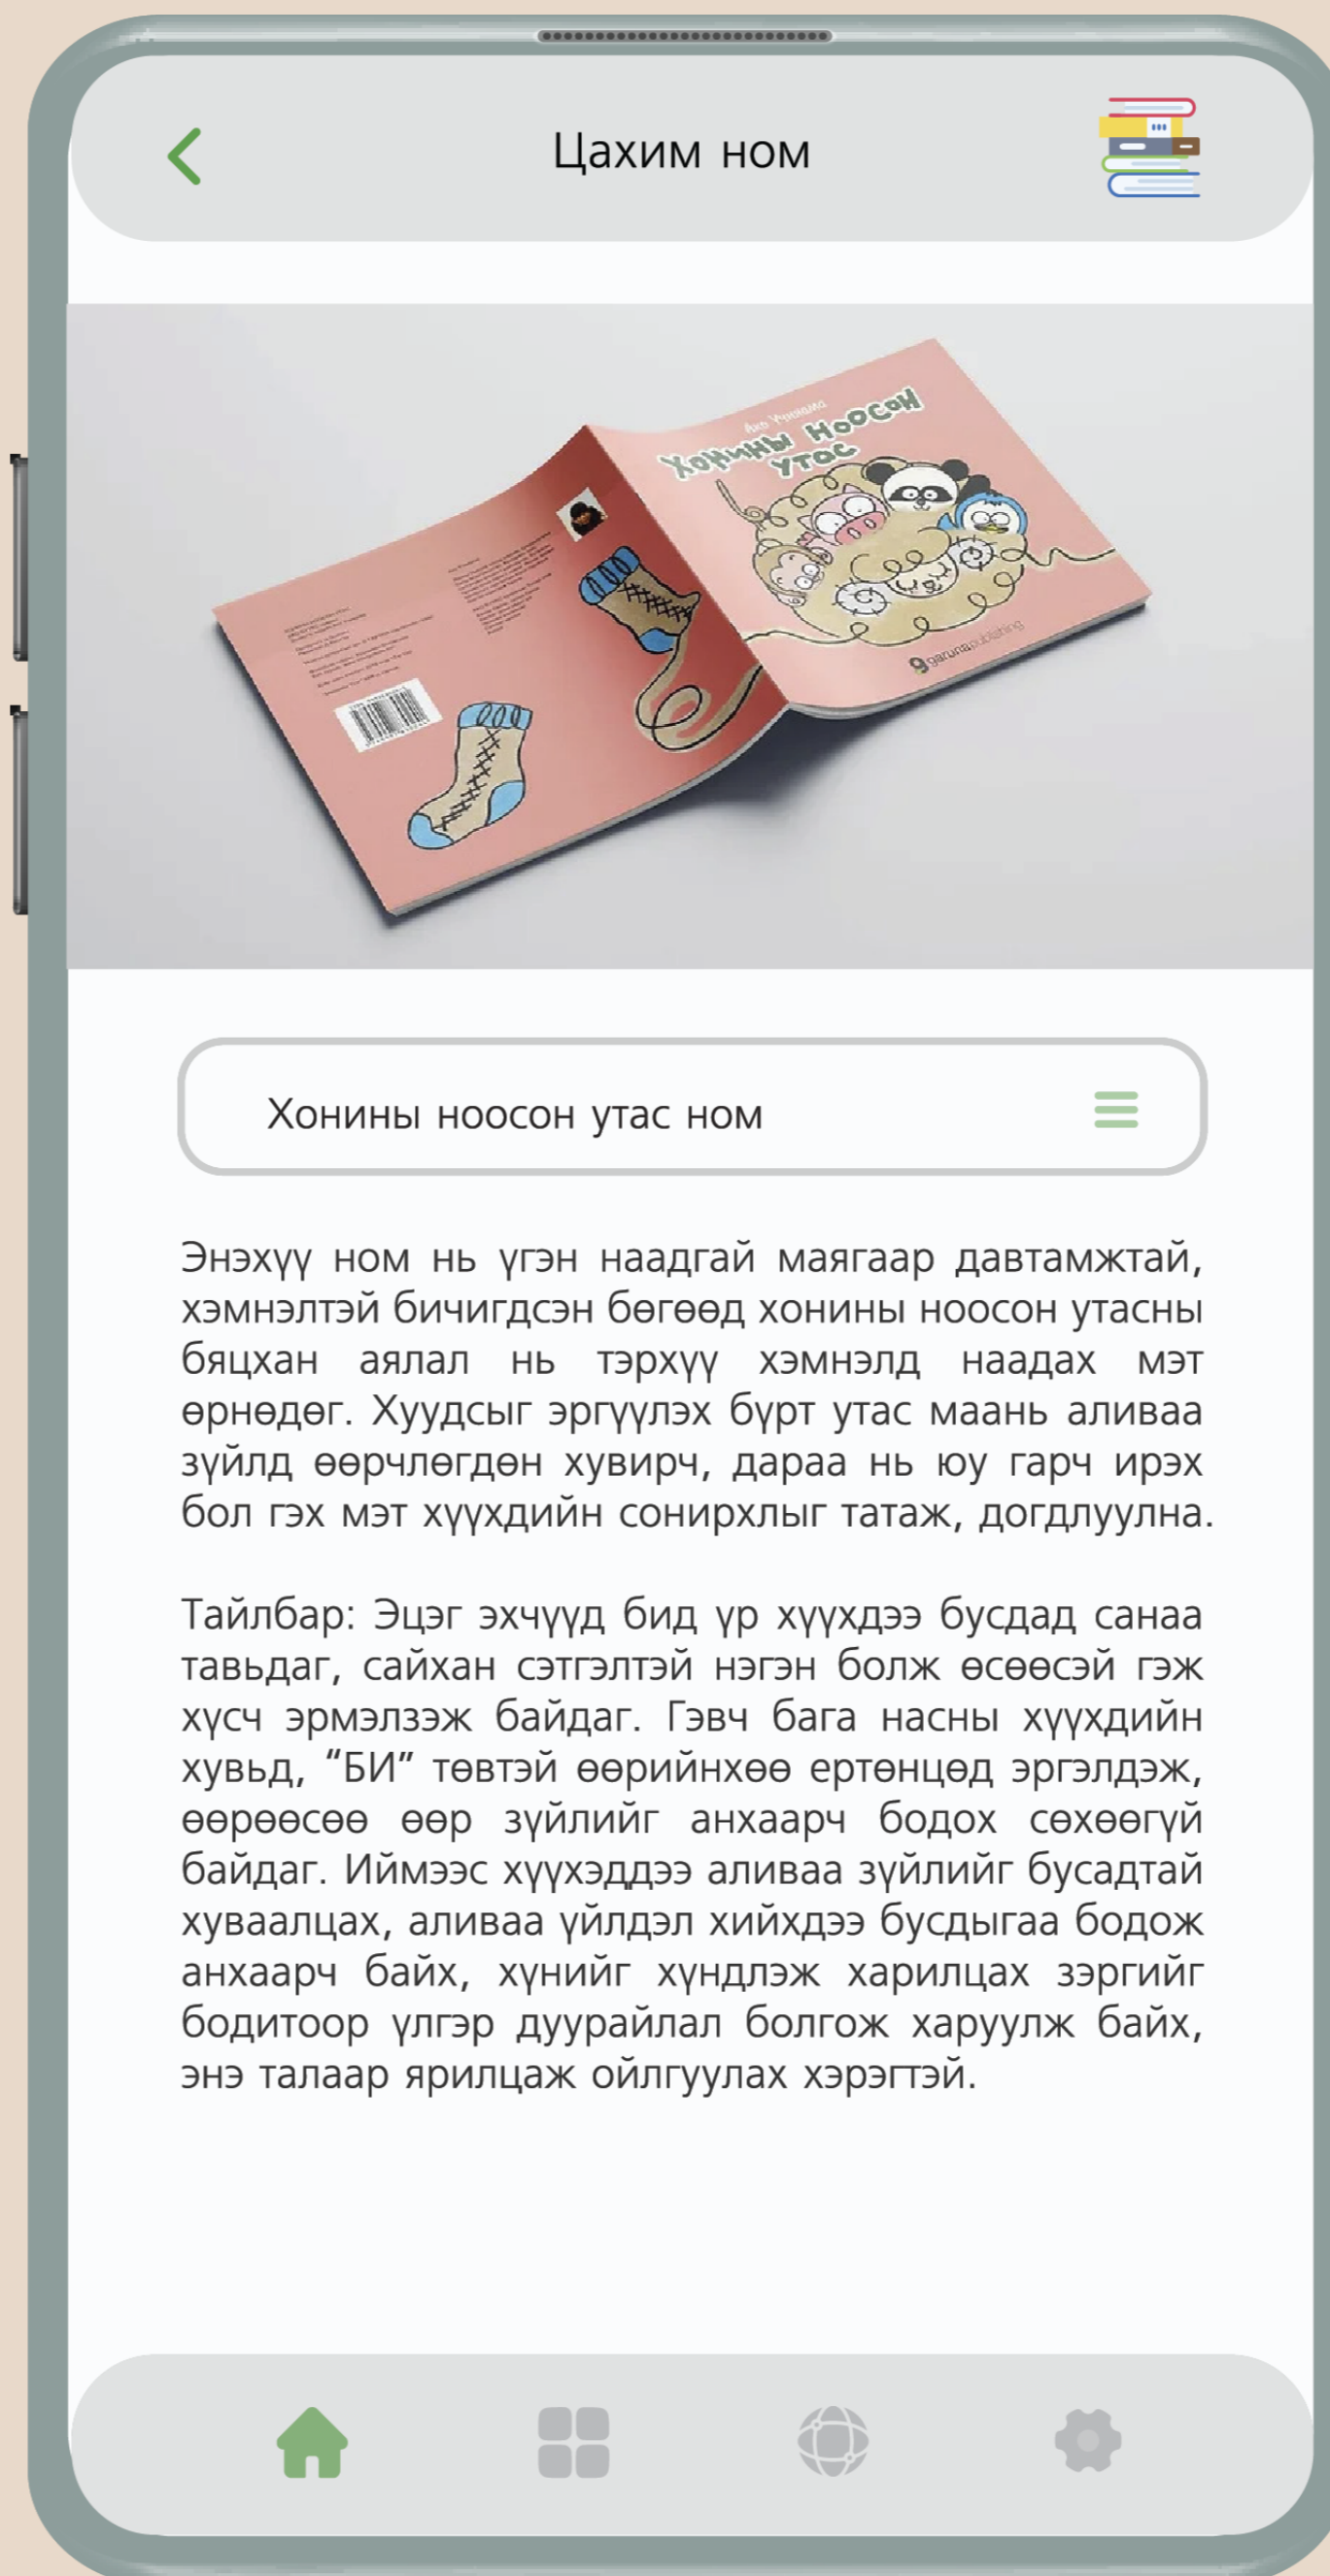 Цахим ном
Ако Үчияма
Хонины ноосон
утас
garunapublishing
Хонины ноосон утас ном
Энэхүү ном нь үгэн наадгай маягаар давтамжтай,
хэмнэлтэй бичигдсэн бөгөөд хонины ноосон утасны
бяцхан аялал нь тэрхүү хэмнэлд наадах мэт
өрнөдөг. Хуудсыг эргүүлэх бүрт утас маань аливаа
зүйлд өөрчлөгдөн хувирч, дараа нь юу гарч ирэх
бол гэх мэт хүүхдийн сонирхлыг татаж, догдлуулна.
Тайлбар: Эцэг эхчүүд бид үр хүүхдээ бусдад санаа
тавьдаг, сайхан сэтгэлтэй нэгэн болж өсөөсэй гэж
хүсч эрмэлзэж байдаг. Гэвч бага насны хүүхдийн
хувьд, “БИ” төвтэй өөрийнхөө ертөнцөд эргэлдэж,
өөрөөсөө өөр зүйлийг анхаарч бодох сөхөөгүй
байдаг. Иймээс хүүхэддээ аливаа зүйлийг бусадтай
хуваалцах, аливаа үйлдэл хийхдээ бусдыгаа бодож
анхаарч байх, хүнийг хүндлэж харилцах зэргийг
бодитоор үлгэр дуурайлал болгож харуулж байх,
энэ талаар ярилцаж ойлгуулах хэрэгтэй.